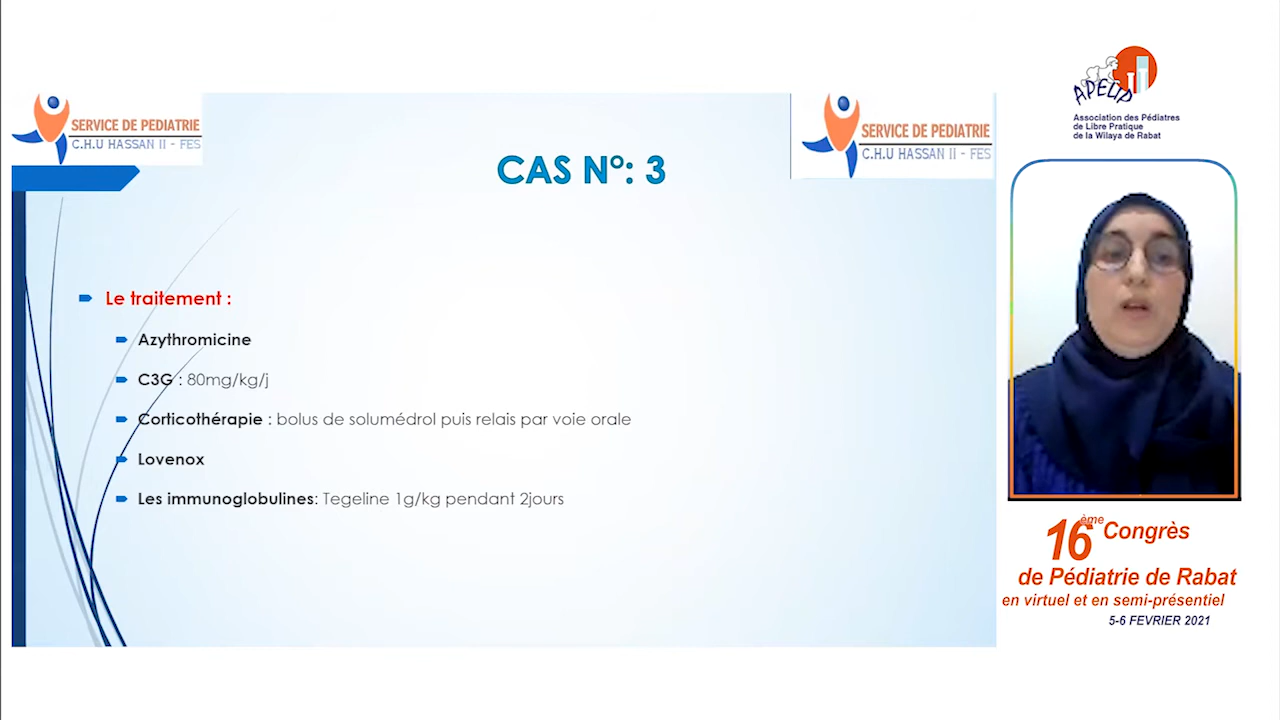 SERVICE DE PEDIATRIE
C.H.U HASSAN II - FES
SERVICE DE PEDIATRIE
C.H.U HASSAN II - FES
CAS N°: 3
Le traitement :
Azythromicine
C3G : 80mg/kg/j
Corticothérapie : bolus de solumédrol puis relais par voie orale
Lovenox
Les immunoglobulines: Tegeline 1g/kg pendant 2jours
APELIP
Association des Pédiatres
de Libre Pratique
de la Wilaya de Rabat
16ème Congrès
de Pédiatrie de Rabat
en virtuel et en semi-présentiel
5-6 FEVRIER 2021